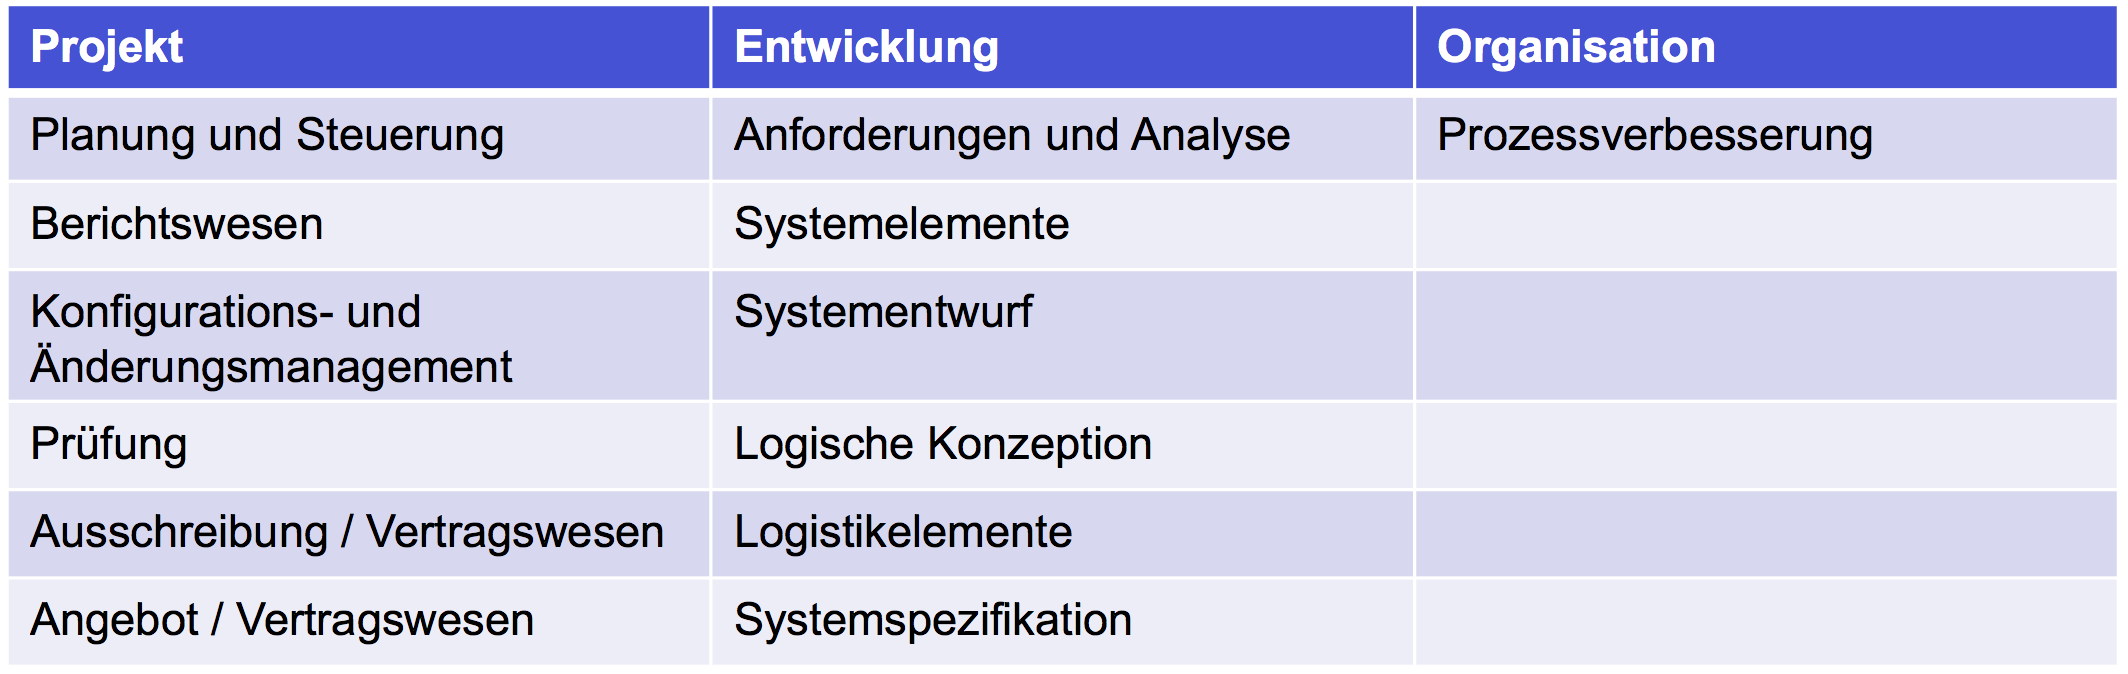 Projekt Entwicklung Organisation
Planung und Steuerung Anforderungen und Analyse Prozessverbesserung
Berichtswesen Systemelemente
Konfigurations- und Systementwurf
Änderungsmanagement
Prüfung Logische Konzeption
Ausschreibung / Vertragswesen Logistikelemente
Angebot / Vertragswesen Systemspezifikation